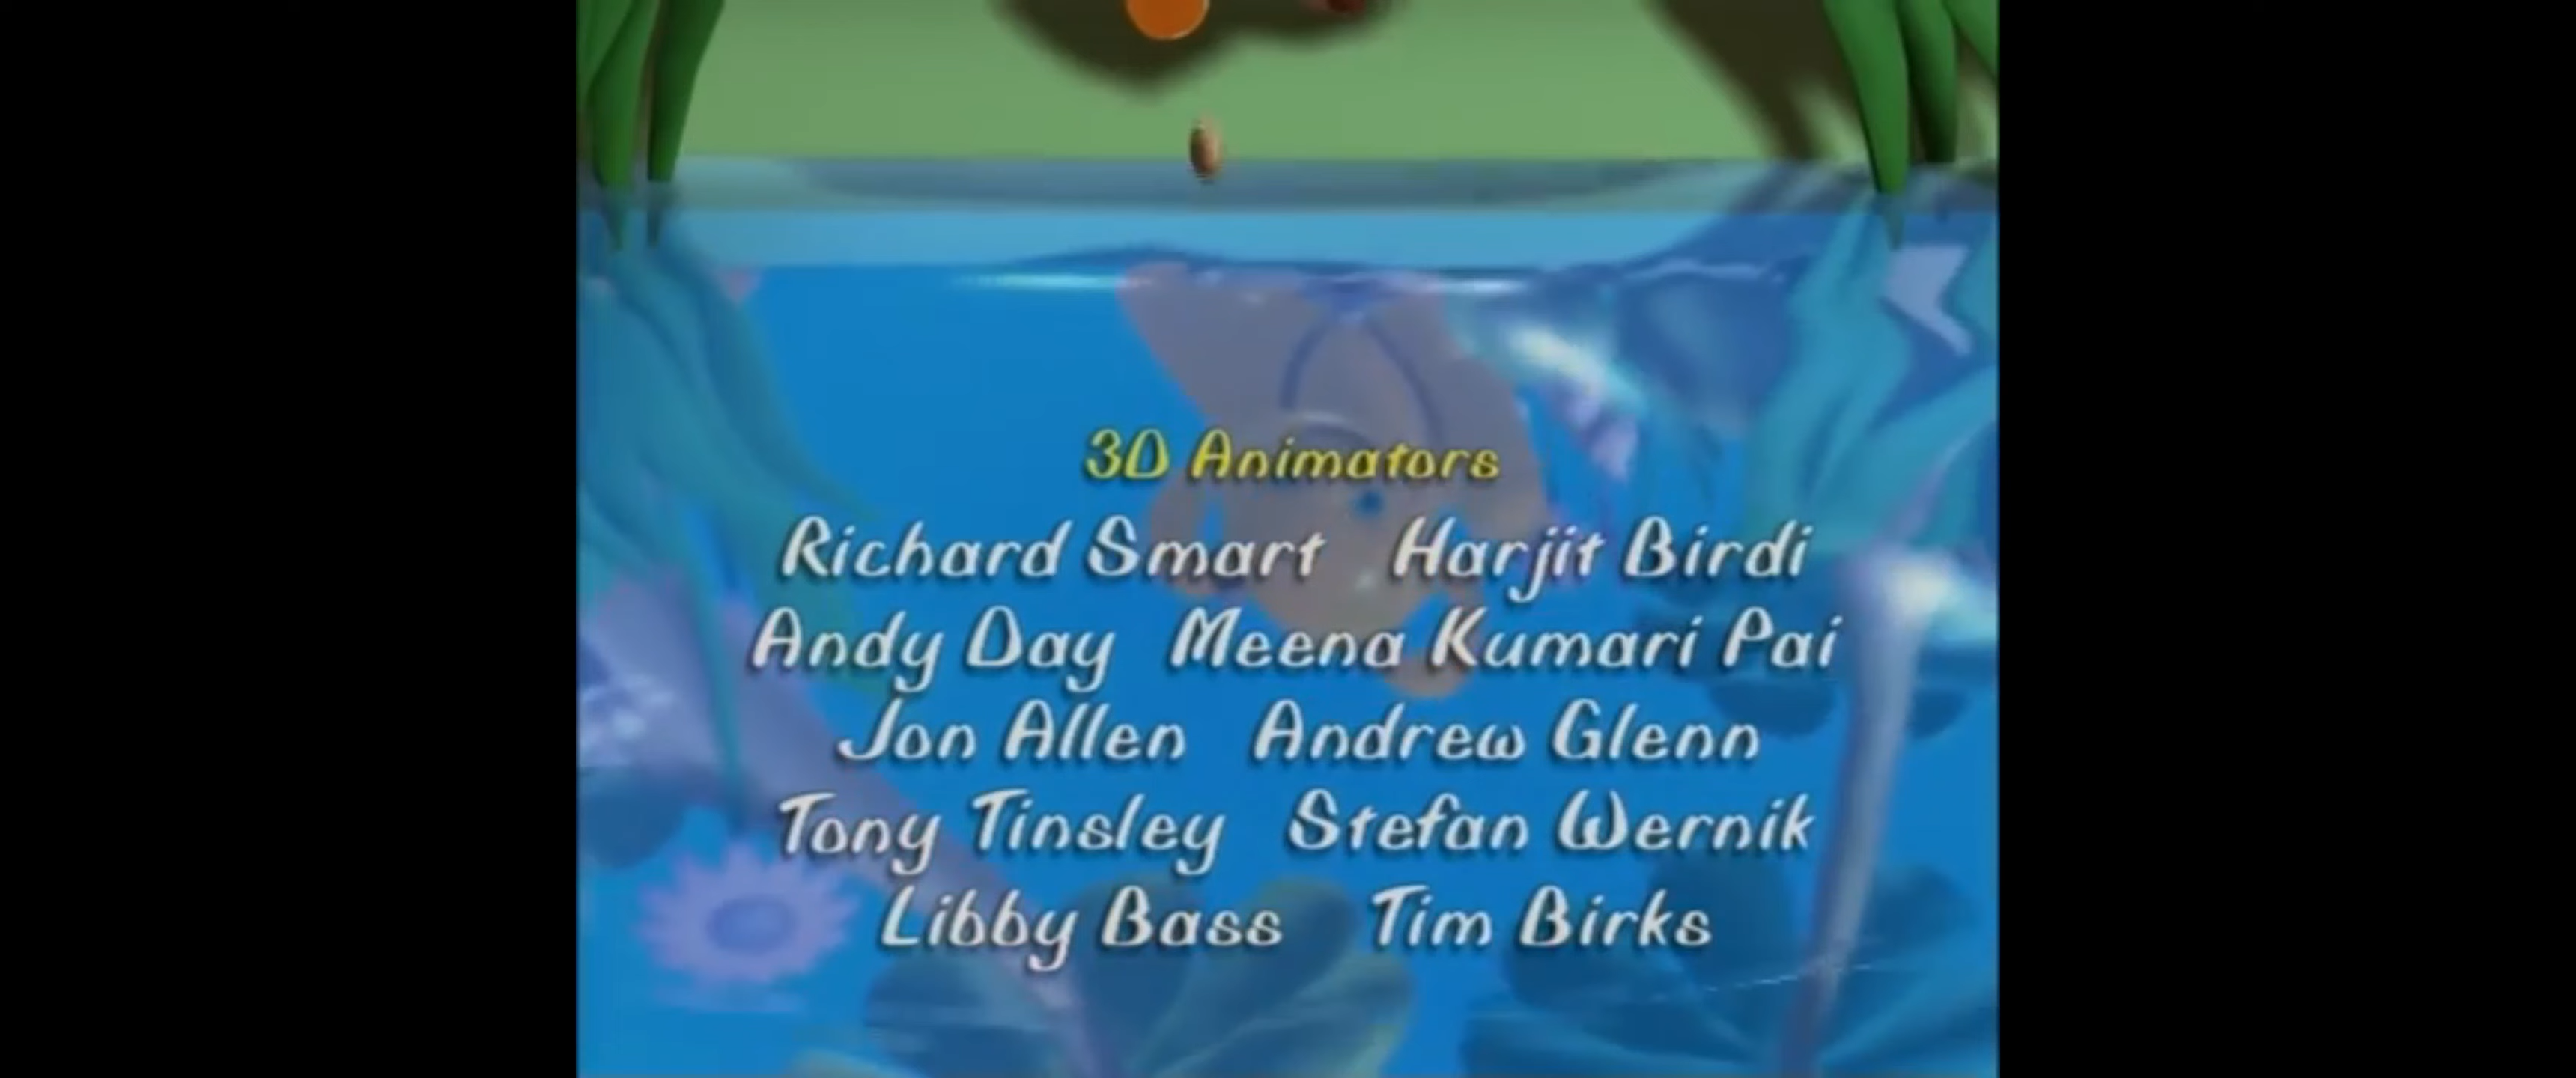 3D Animators
Richard Smart Harjit Birdi
Andy Day Meena Kumari Pai
Jon Allen Andrew Glenn
Tony Tinsley Stefan Wernik
Libby Bass Tim Birks